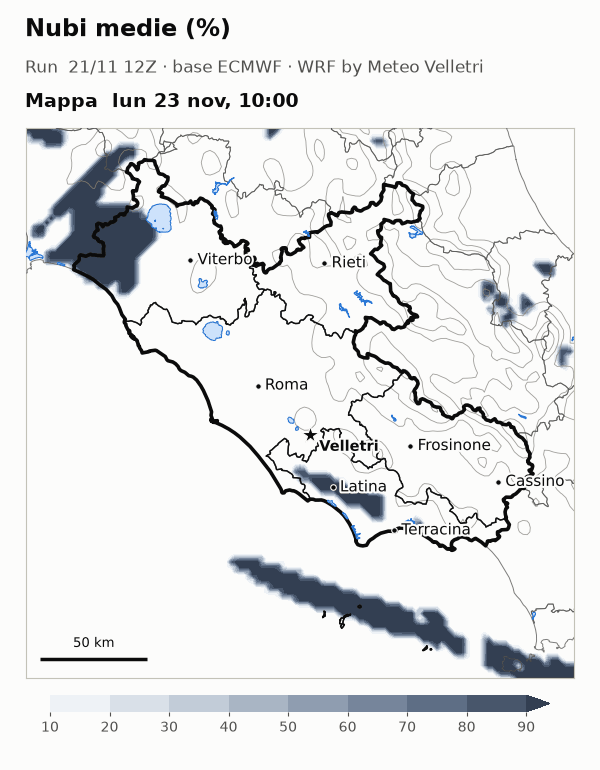 Nubi medie (%)
Run  21/11 12Z · base ECMWF · WRF by Meteo Velletri
Mappa  lun 23 nov, 10:00
Viterbo
Rieti
Roma
Velletri
Frosinone
Latina
Cassino
Terracina
50 km
10 20 30 40 50 60 70 80 90